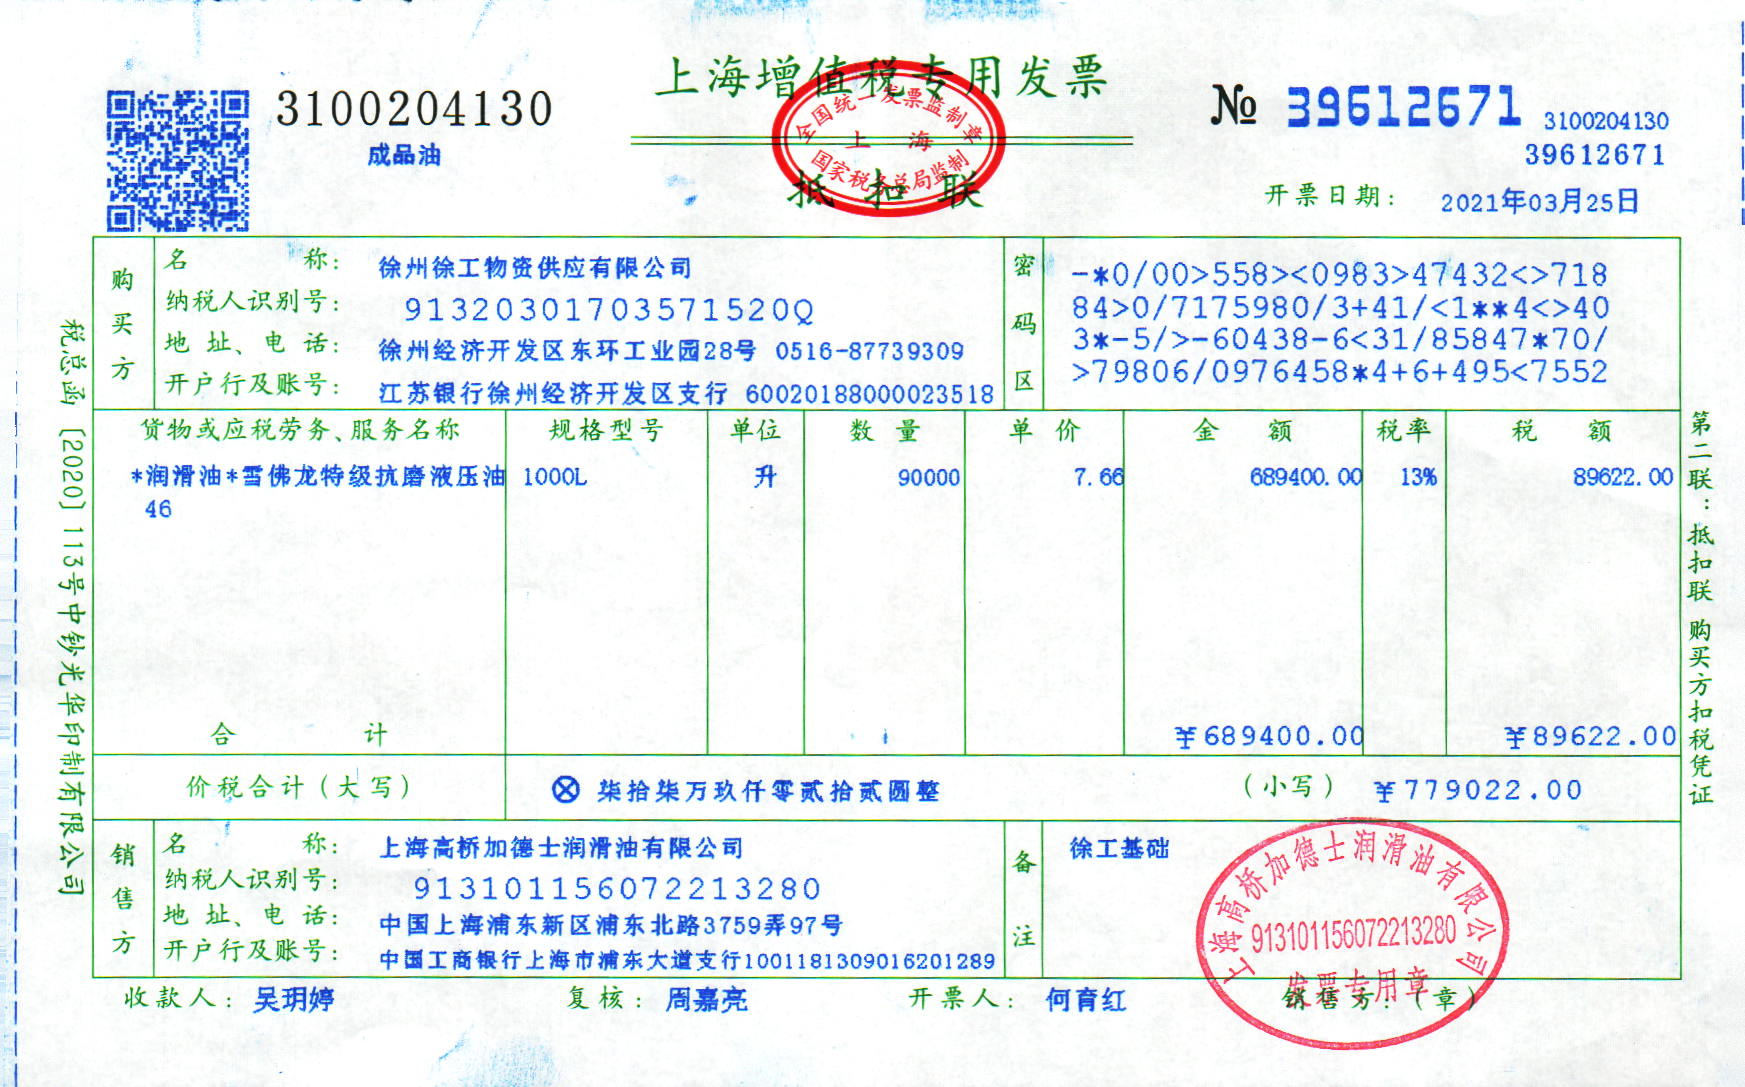 上海增值税专用发票
3100204130
成品油
全国统一发票监制章
上海
国家税务总局监制
抵扣联
№ 39612671
3100204130
39612671
开票日期: 2021年03月25日
购买方
名称: 徐州徐工物资供应有限公司
纳税人识别号: 91320301703571520Q
地址、电话: 徐州经济开发区东环工业园28号 0516-87739309
开户行及账号: 江苏银行徐州经济开发区支行 60020188000023518
密码区
-*0/00>558><0983>47432<>718
84>0/7175980/3+41/<1**4<>40
3*-5/>-60438-6<31/85847*70/
>79806/0976458*4+6+495<7552
货物或应税劳务、服务名称 规格型号 单位 数量 单价 金额 税率 税额
*润滑油*雪佛龙特级抗磨液压油 1000L 升 90000 7.66 689400.00 13% 89622.00
46
合计 ¥689400.00 ¥89622.00
价税合计(大写) ⊗ 柒拾柒万玖仟零贰拾贰圆整 (小写) ¥779022.00
销售方
名称: 上海高桥加德士润滑油有限公司
纳税人识别号: 913101156072213280
地址、电话: 中国上海浦东新区浦东北路3759弄97号
开户行及账号: 中国工商银行上海市浦东大道支行1001181309016201289
备注
徐工基础
上海高桥加德士润滑油有限公司
913101156072213280
发票专用章
收款人: 吴玥婷 复核: 周嘉亮 开票人: 何育红 销售方:(章)
税总函〔2020〕113号中钞光华印制有限公司
第二联:抵扣联 购买方扣税凭证